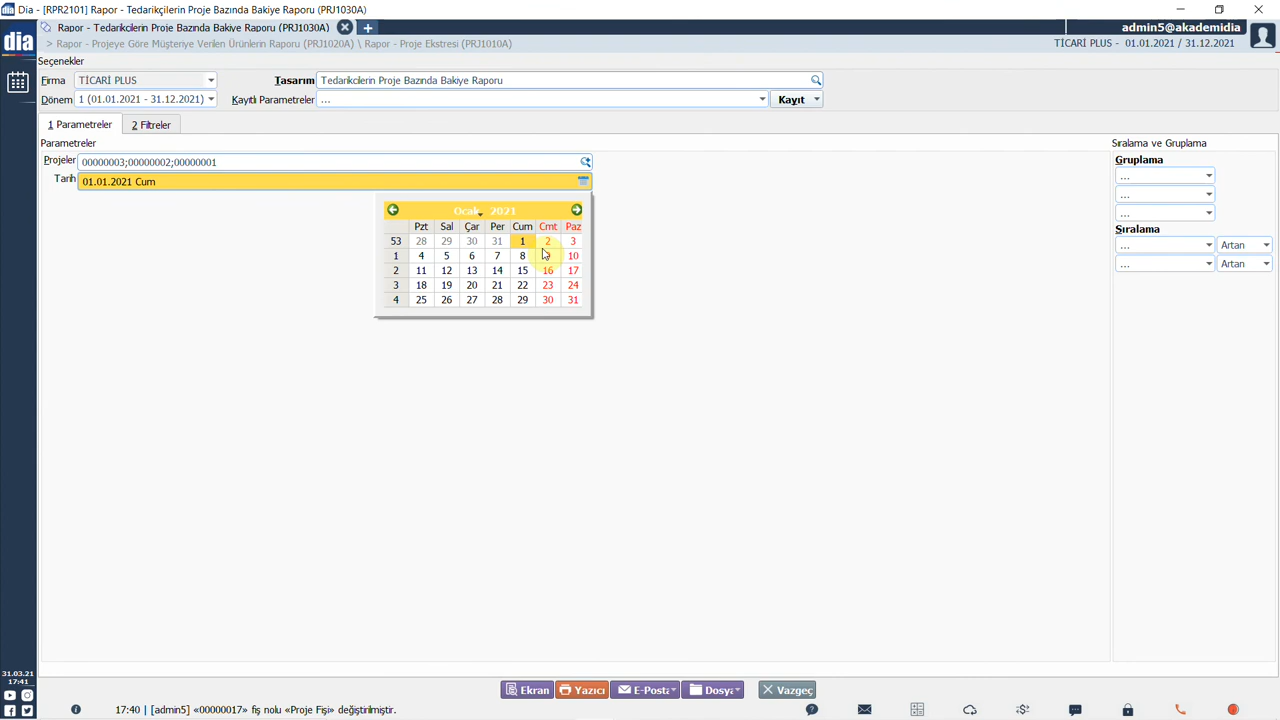 Dia - [RPR2101] Rapor - Tedarikçilerin Proje Bazında Bakiye Raporu (PRJ1030A)
dia
Rapor - Tedarikçilerin Proje Bazında Bakiye Raporu (PRJ1030A)
admin5@akademidia
> Rapor - Projeye Göre Müşteriye Verilen Ürünlerin Raporu (PRJ1020A) \ Rapor - Proje Ekstresi (PRJ1010A)
TİCARİ PLUS - 01.01.2021 / 31.12.2021
Seçenekler
Firma TİCARİ PLUS Tasarım Tedarikcilerin Proje Bazında Bakiye Raporu
Dönem 1 (01.01.2021 - 31.12.2021) Kayıtlı Parametreler ... Kayıt
1 Parametreler 2 Filtreler
Parametreler
Sıralama ve Gruplama
Projeler 00000003;00000002;00000001
Gruplama
Tarih 01.01.2021 Cum
...
...
...
Sıralama
... Artan
... Artan
Ocak 2021
Pzt Sal Çar Per Cum Cmt Paz
53 28 29 30 31 1 2 3
1 4 5 6 7 8 9 10
2 11 12 13 14 15 16 17
3 18 19 20 21 22 23 24
4 25 26 27 28 29 30 31
31.03.21
17:41
Ekran Yazıcı E-Posta Dosya Vazgeç
17:40 | [admin5] «00000017» fiş nolu «Proje Fişi» değiştirilmiştir.